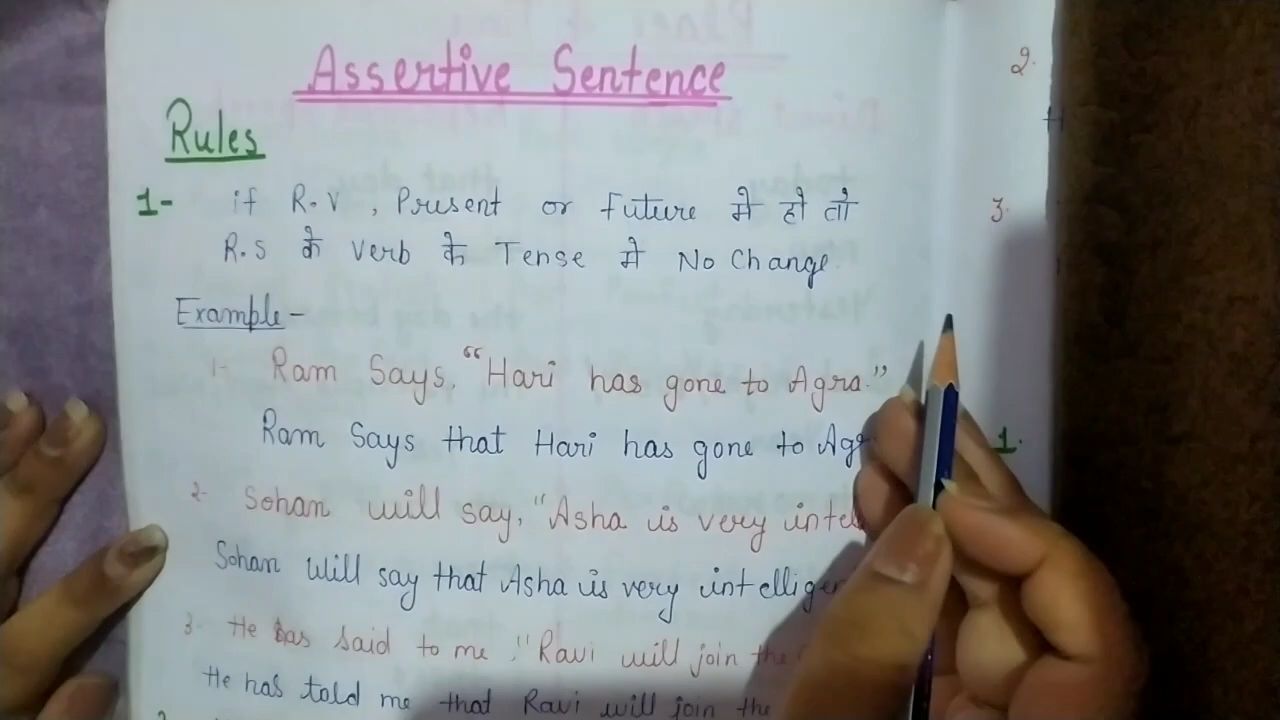 Assertive Sentence
Rules
1- if R.V , Present or Future मे हो तो
R.S के Verb के Tense मे No Change
Example-
1- Ram Says, "Hari has gone to Agra."
Ram Says that Hari has gone to
2- Sohan will say, "Asha is very
Sohan Will say that Asha is very
3- He has said to me, "Ravi will join the
He has told me that Ravi will join the
2.
3.
1.